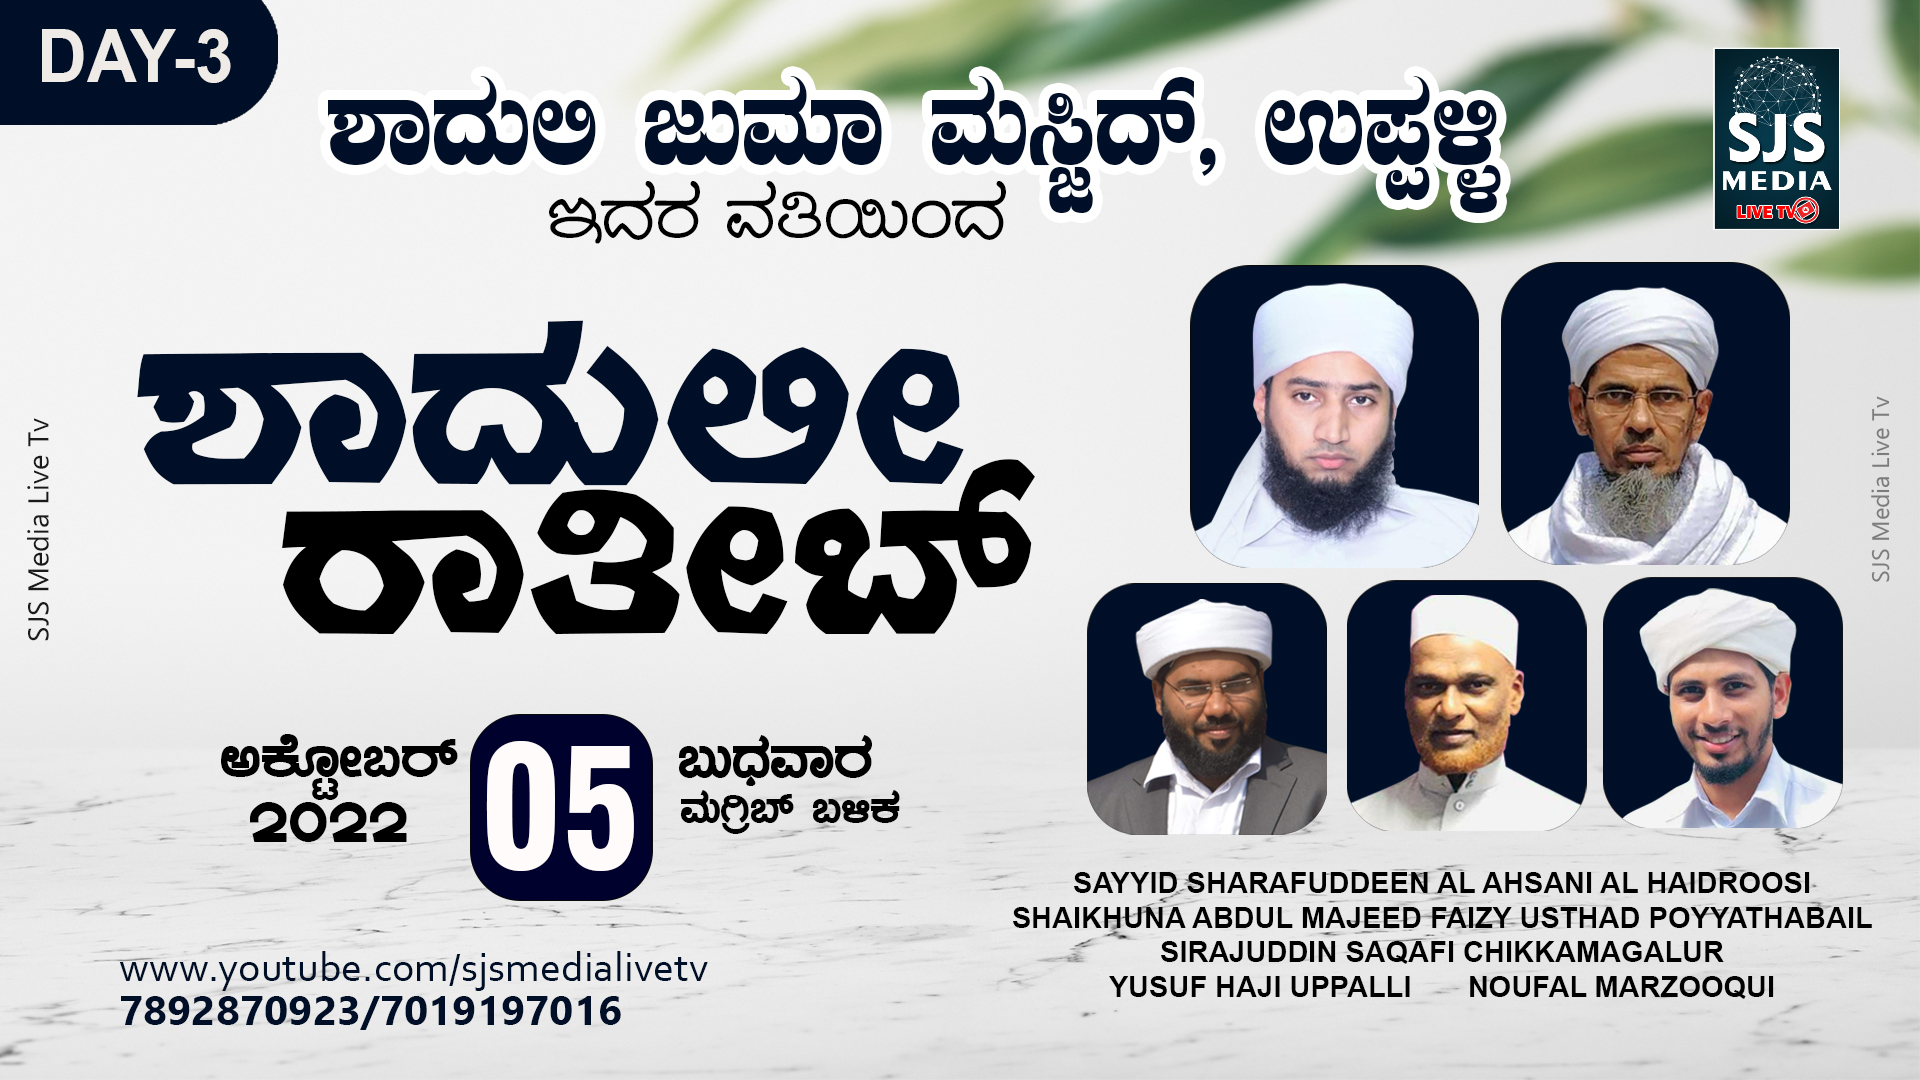 DAY-3
ಶಾದುಲಿ ಜುಮಾ ಮಸ್ಜಿದ್, ಉಪ್ಪಳ್ಳಿ
ಇದರ ವತಿಯಿಂದ
SJS
MEDIA
LIVE TV
ಶಾದುಲೀ
ರಾತೀಬ್
SJS Media Live Tv
SJS Media Live Tv
ಅಕ್ಟೋಬರ್
2022
05
ಬುಧವಾರ
ಮಗ್ರಿಬ್ ಬಳಿಕ
www.youtube.com/sjsmedialivetv
7892870923/7019197016
SAYYID SHARAFUDDEEN AL AHSANI AL HAIDROOSI
SHAIKHUNA ABDUL MAJEED FAIZY USTHAD POYYATHABAIL
SIRAJUDDIN SAQAFI CHIKKAMAGALUR
YUSUF HAJI UPPALLI NOUFAL MARZOOQUI